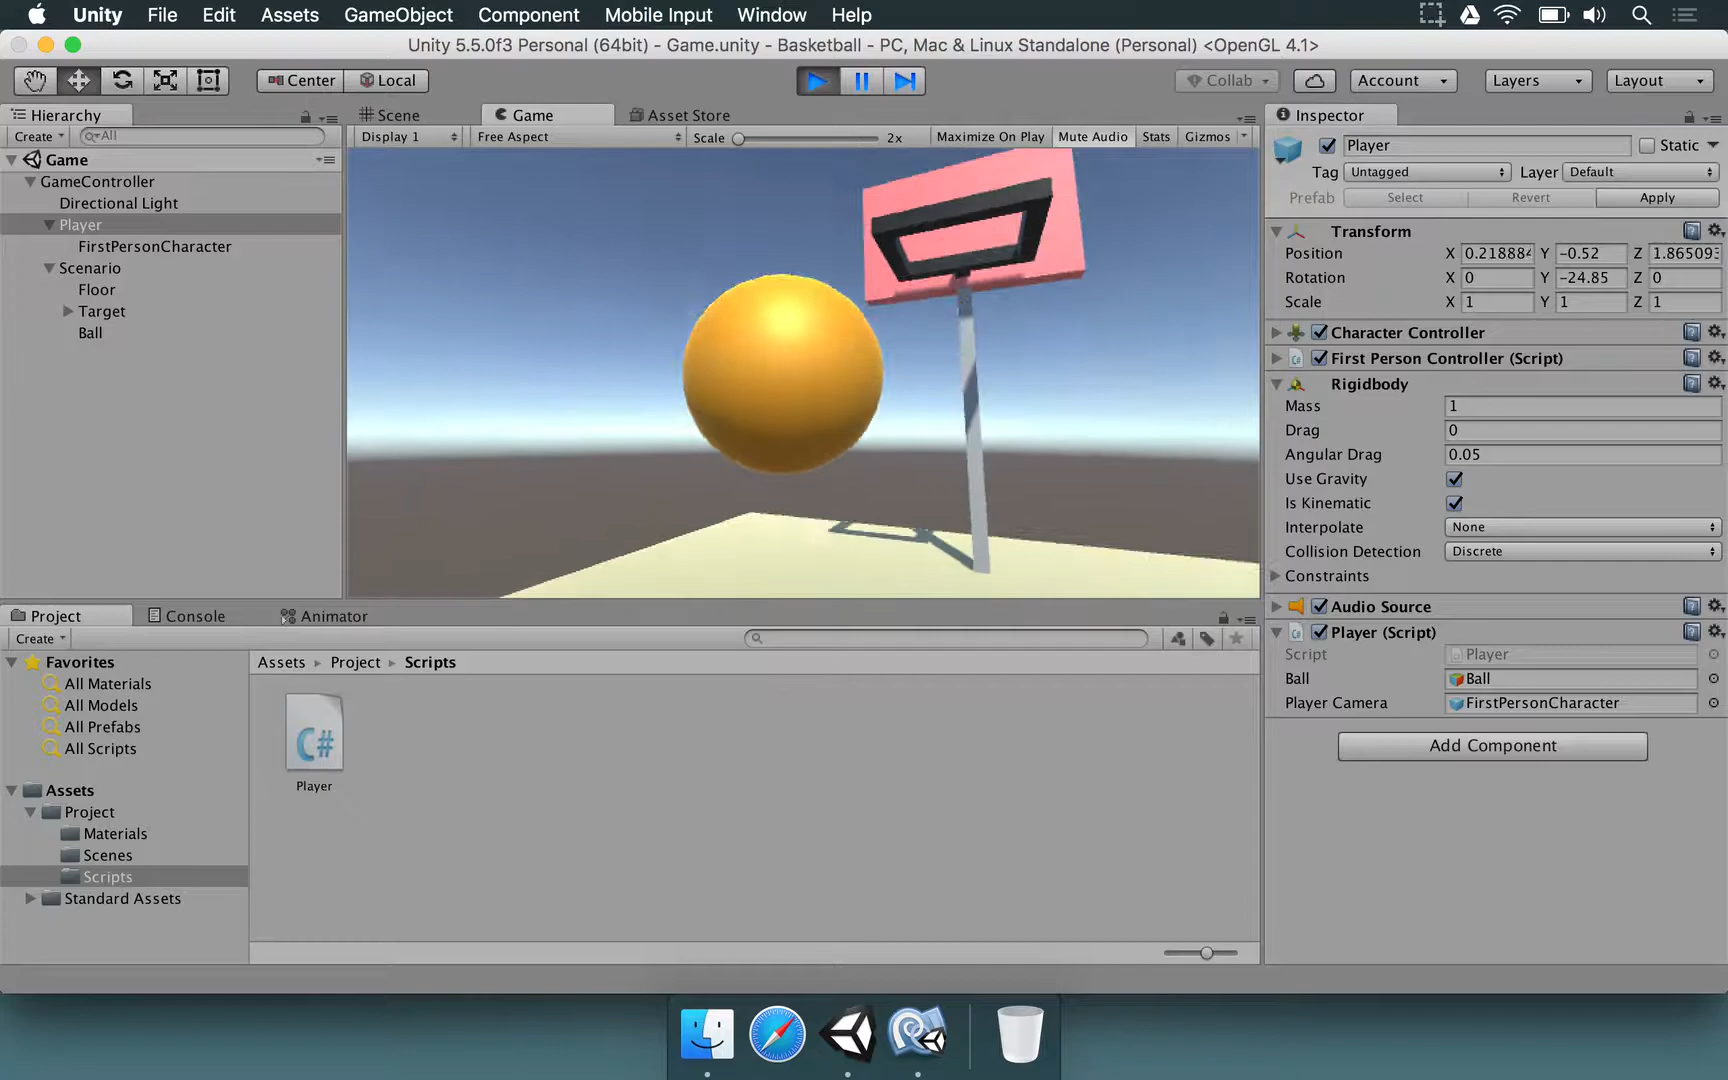 Unity File Edit Assets GameObject Component Mobile Input Window Help
Unity 5.5.0f3 Personal (64bit) - Game.unity - Basketball - PC, Mac & Linux Standalone (Personal) <OpenGL 4.1>
Center Local Collab Account Layers Layout
Hierarchy
Create All
Game
GameController
Directional Light
Player
FirstPersonCharacter
Scenario
Floor
Target
Ball
Scene Game Asset Store
Display 1 Free Aspect Scale 2x Maximize On Play Mute Audio Stats Gizmos
Inspector
Player Static
Tag Untagged Layer Default
Prefab Select Revert Apply
Transform
Position X 0.218884 Y -0.52 Z 1.865093
Rotation X 0 Y -24.85 Z 0
Scale X 1 Y 1 Z 1
Character Controller
C# First Person Controller (Script)
Rigidbody
Mass 1
Drag 0
Angular Drag 0.05
Use Gravity
Is Kinematic
Interpolate None
Collision Detection Discrete
Constraints
Audio Source
C# Player (Script)
Script Player
Ball Ball
Player Camera FirstPersonCharacter
Add Component
Project Console Animator
Create
Favorites
All Materials
All Models
All Prefabs
All Scripts
Assets
Project
Materials
Scenes
Scripts
Standard Assets
Assets Project Scripts
C#
Player